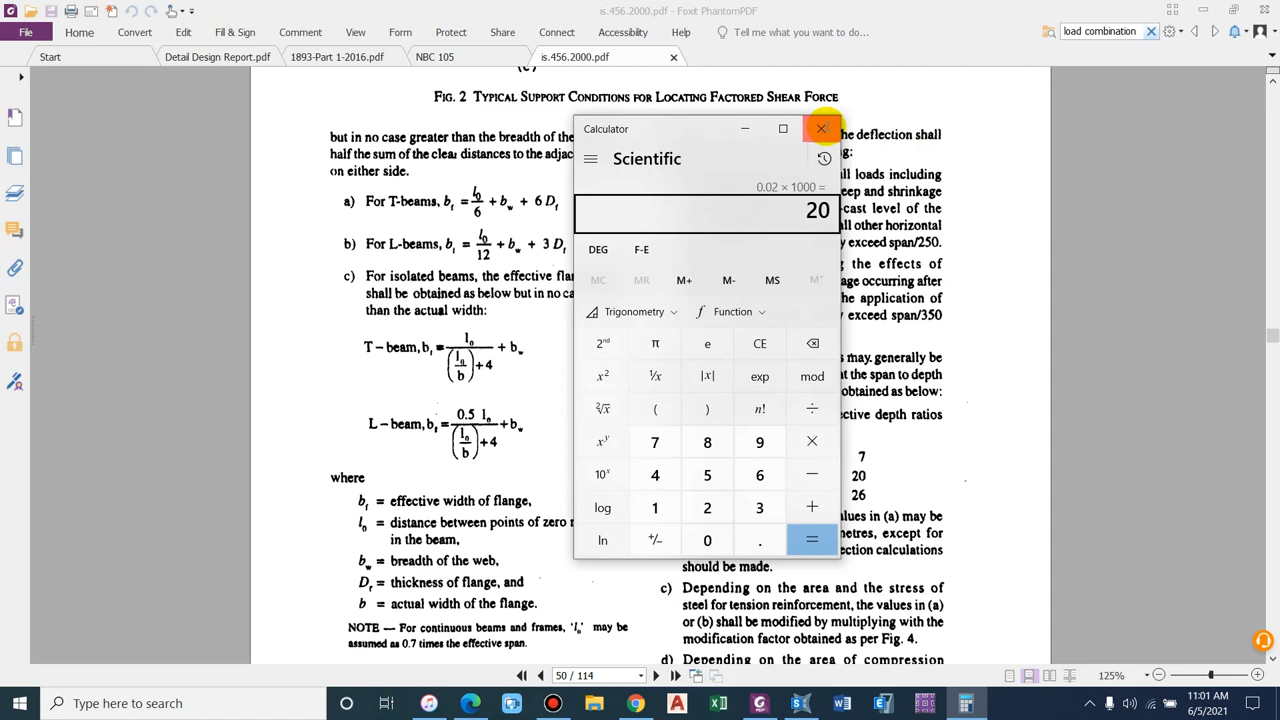 is.456.2000.pdf - Foxit PhantomPDF
File Home Convert Edit Fill & Sign Comment View Form Protect Share Connect Accessibility Help Tell me what you want to do... load combination
Start Detail Design Report.pdf 1893-Part 1-2016.pdf NBC 105 is.456.2000.pdf
FIG. 2 TYPICAL SUPPORT CONDITIONS FOR LOCATING FACTORED SHEAR FORCE
but in no case greater than the breadth of the
half the sum of the clear distances to the adjac
on either side.
a) For T-beams, b_f = l_0/6 + b_w + 6 D_f
b) For L-beams, b_f = l_0/12 + b_w + 3 D_f
c) For isolated beams, the effective flan
shall be obtained as below but in no ca
than the actual width:
T – beam, b_f = l_0/((l_0/b)+4) + b_w
L – beam, b_f = 0.5 l_0/((l_0/b)+4) + b_w
where
b_f = effective width of flange,
l_0 = distance between points of zero m
in the beam,
b_w = breadth of the web,
D_f = thickness of flange, and
b = actual width of the flange.
NOTE — For continuous beams and frames, 'l_0' may be
assumed as 0.7 times the effective span.
Calculator
Scientific
0.02 × 1000 =
20
DEG F-E
MC MR M+ M- MS M˅
Trigonometry Function
2nd π e CE
x² ¹/x |x| exp mod
²√x ( ) n! ÷
xʸ 7 8 9 ×
10ˣ 4 5 6 −
log 1 2 3 +
ln +/− 0 . =
he deflection shall
ng:
all loads including
eep and shrinkage
-cast level of the
all other horizontal
y exceed span/250.
g the effects of
age occurring after
he application of
y exceed span/350
s may generally be
at the span to depth
obtained as below:
ective depth ratios
7
20
26
alues in (a) may be
metres, except for
ection calculations
should be made.
c) Depending on the area and the stress of
steel for tension reinforcement, the values in (a)
or (b) shall be modified by multiplying with the
modification factor obtained as per Fig. 4.
d) Depending on the area of compression
50 / 114
125%
Type here to search
11:01 AM
6/5/2021